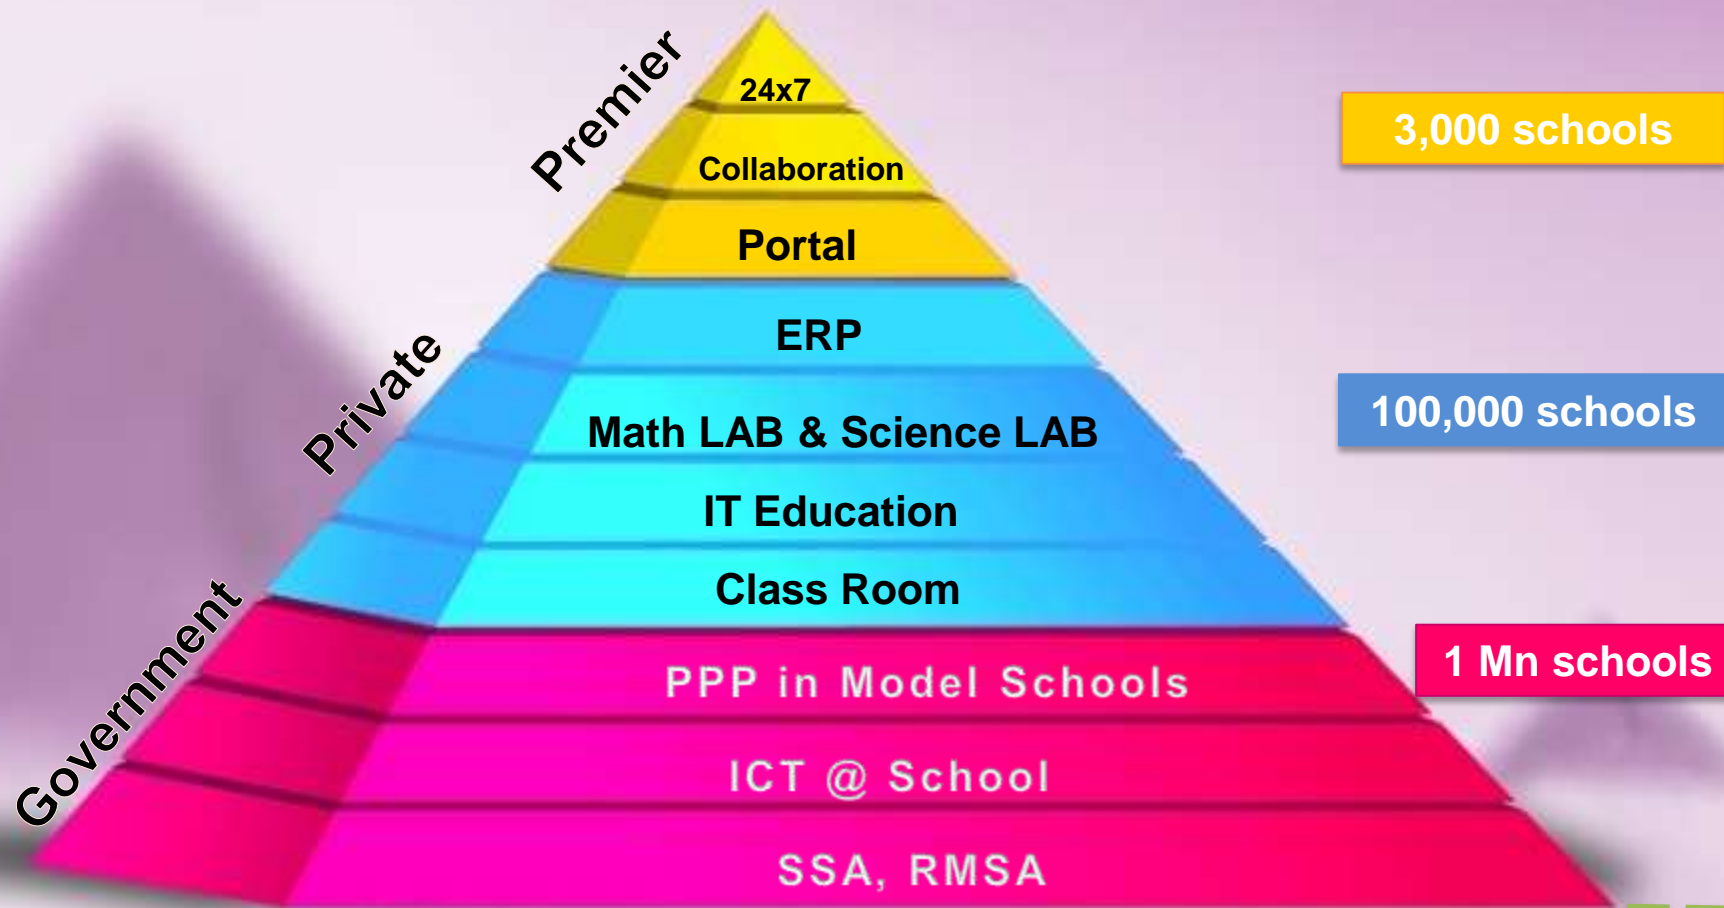 Premier
24x7
Collaboration
Portal
3,000 schools
Private
ERP
Math LAB & Science LAB
IT Education
Class Room
100,000 schools
Government
PPP in Model Schools
ICT @ School
SSA, RMSA
1 Mn schools